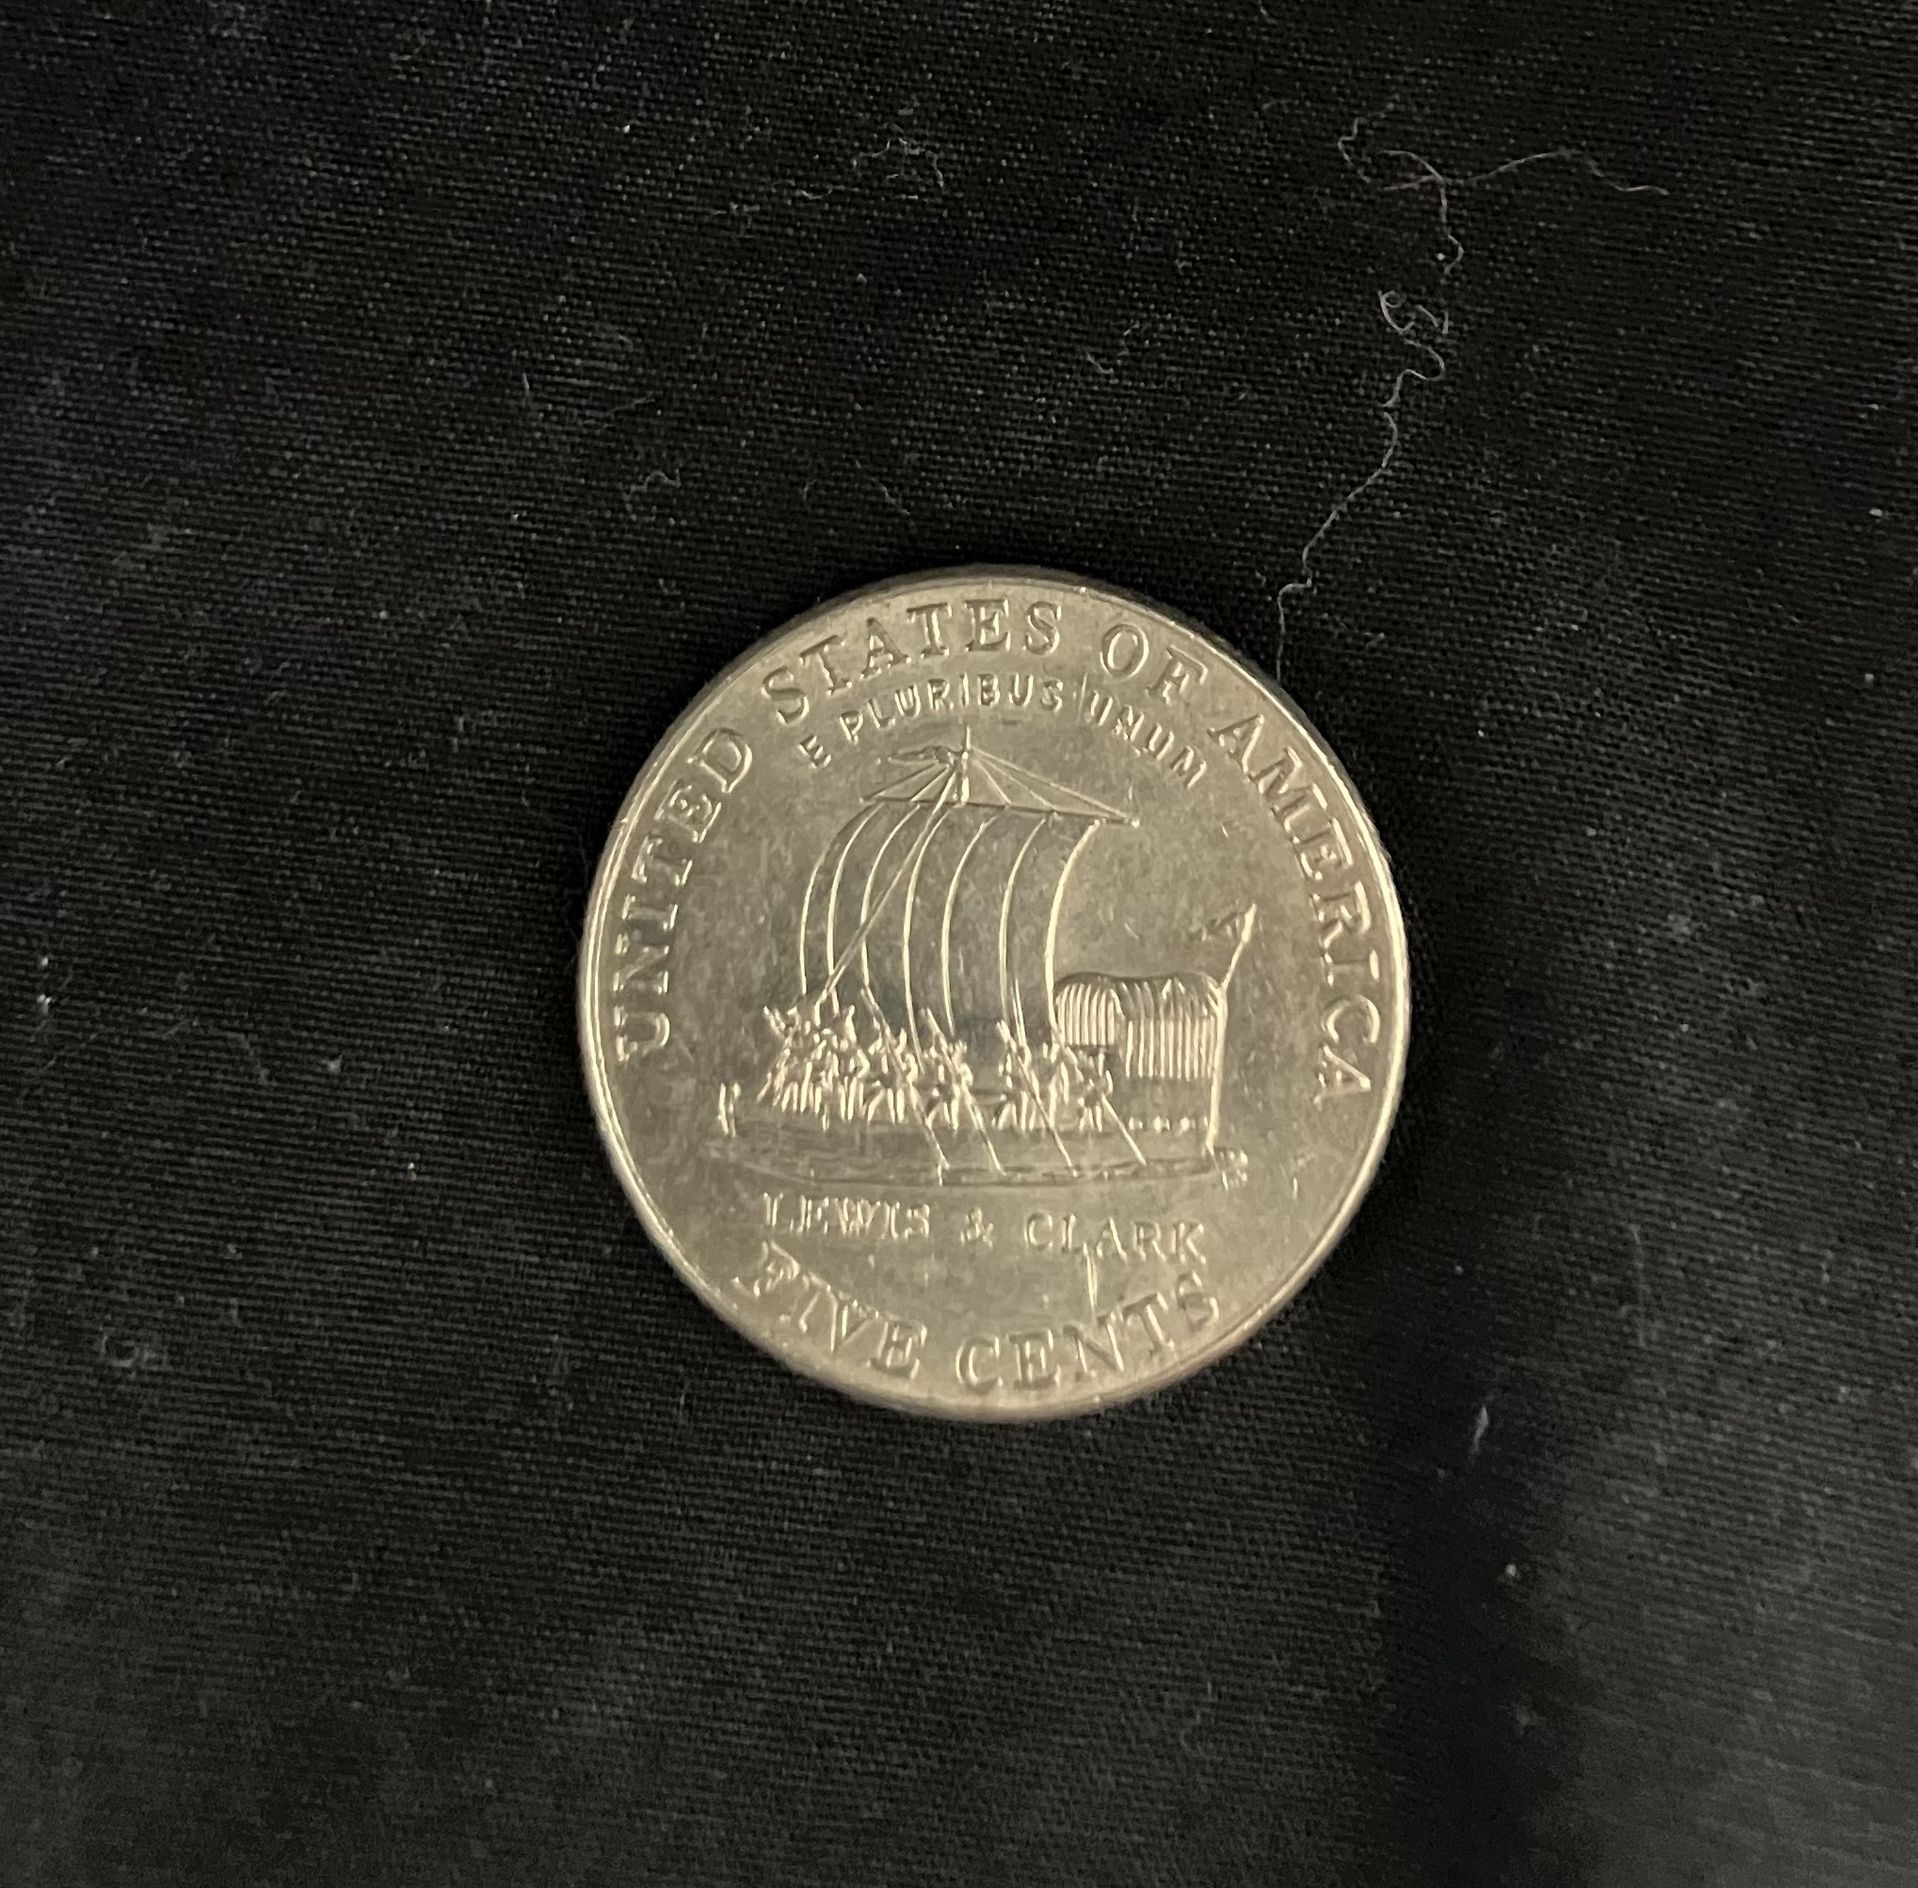 UNITED STATES OF AMERICA
E PLURIBUS UNUM
LEWIS & CLARK
FIVE CENTS